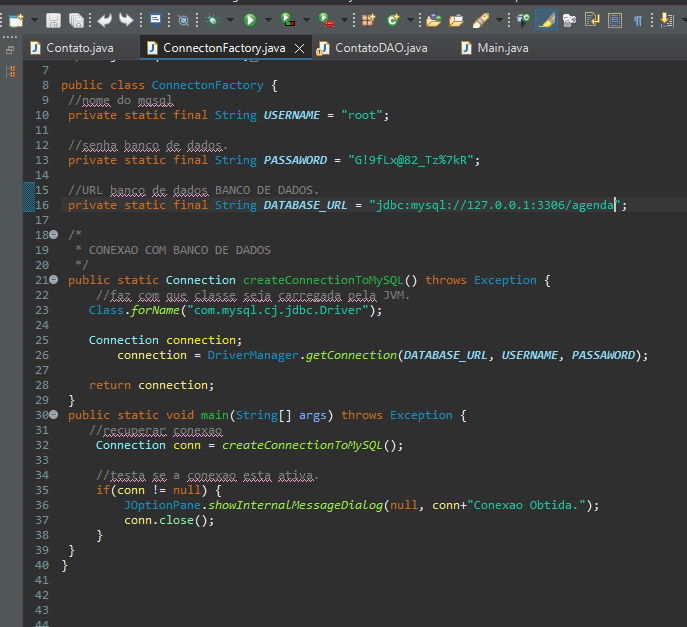 Contato.java
ConnectonFactory.java
ContatoDAO.java
Main.java
7
8 public class ConnectonFactory {
9 //nome do mqsql
10 private static final String USERNAME = "root";
11
12 //senha banco de dados.
13 private static final String PASSAWORD = "G!9fLx@82_Tz%7kR";
14
15 //URL banco de dados BANCO DE DADOS.
16 private static final String DATABASE_URL = "jdbc:mysql://127.0.0.1:3306/agenda";
17
18 /*
19 * CONEXAO COM BANCO DE DADOS
20 */
21 public static Connection createConnectionToMySQL() throws Exception {
22 //faz com que classe seja carregada pela JVM.
23 Class.forName("com.mysql.cj.jdbc.Driver");
24
25 Connection connection;
26 connection = DriverManager.getConnection(DATABASE_URL, USERNAME, PASSAWORD);
27
28 return connection;
29 }
30 public static void main(String[] args) throws Exception {
31 //recuperar conexao
32 Connection conn = createConnectionToMySQL();
33
34 //testa se a conexao esta ativa.
35 if(conn != null) {
36 JOptionPane.showInternalMessageDialog(null, conn+"Conexao Obtida.");
37 conn.close();
38 }
39 }
40 }
41
42
43
44